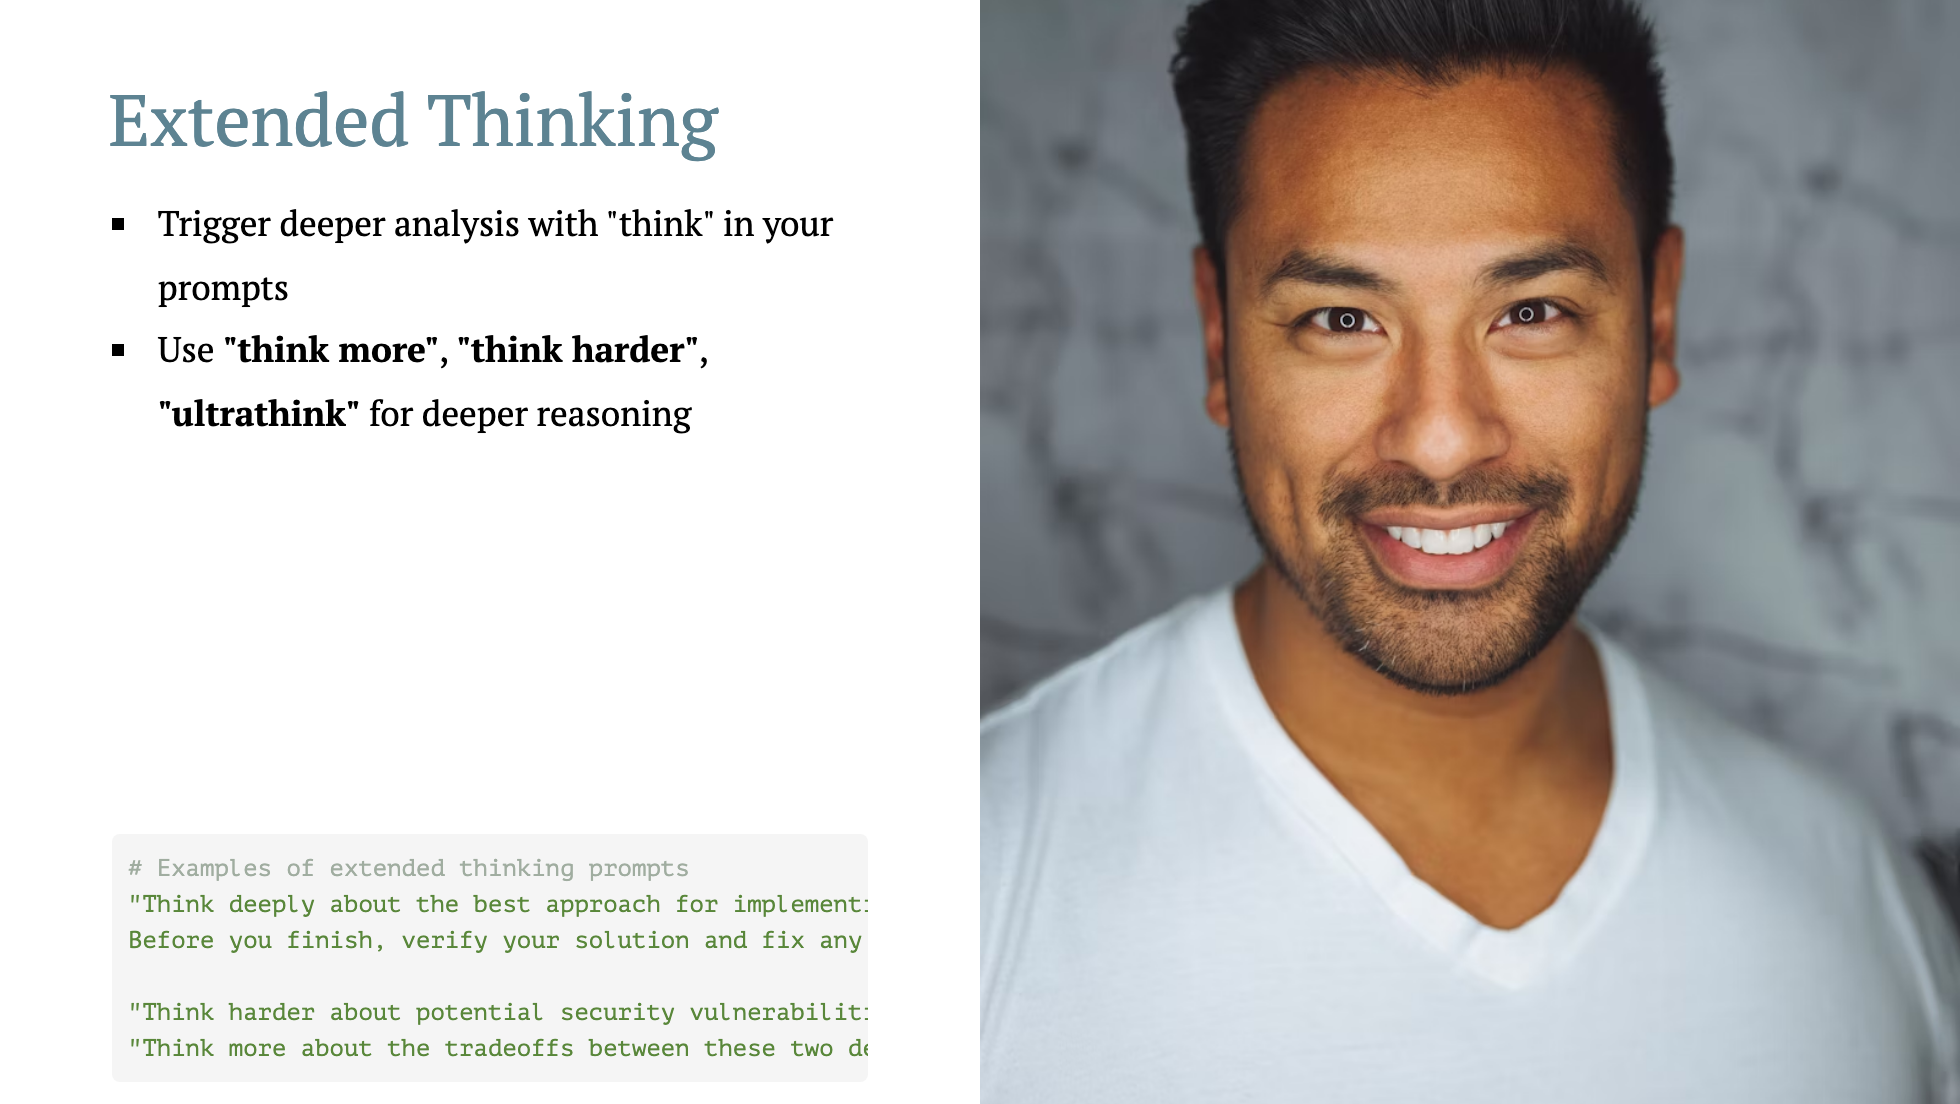 Extended Thinking
Trigger deeper analysis with "think" in your
prompts
Use "think more", "think harder",
"ultrathink" for deeper reasoning
# Examples of extended thinking prompts
"Think deeply about the best approach for
Before you finish, verify your solution and fix any
"Think harder about potential security
"Think more about the tradeoffs between these two